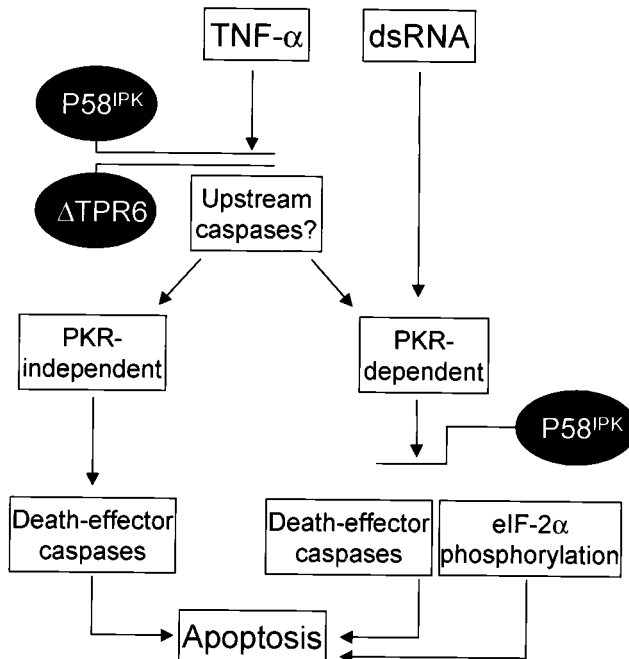 TNF-α
dsRNA
P58ᴵᴾᴷ
ΔTPR6
Upstream
caspases?
PKR-
independent
PKR-
dependent
P58ᴵᴾᴷ
Death-effector
caspases
Death-effector
caspases
eIF-2α
phosphorylation
Apoptosis